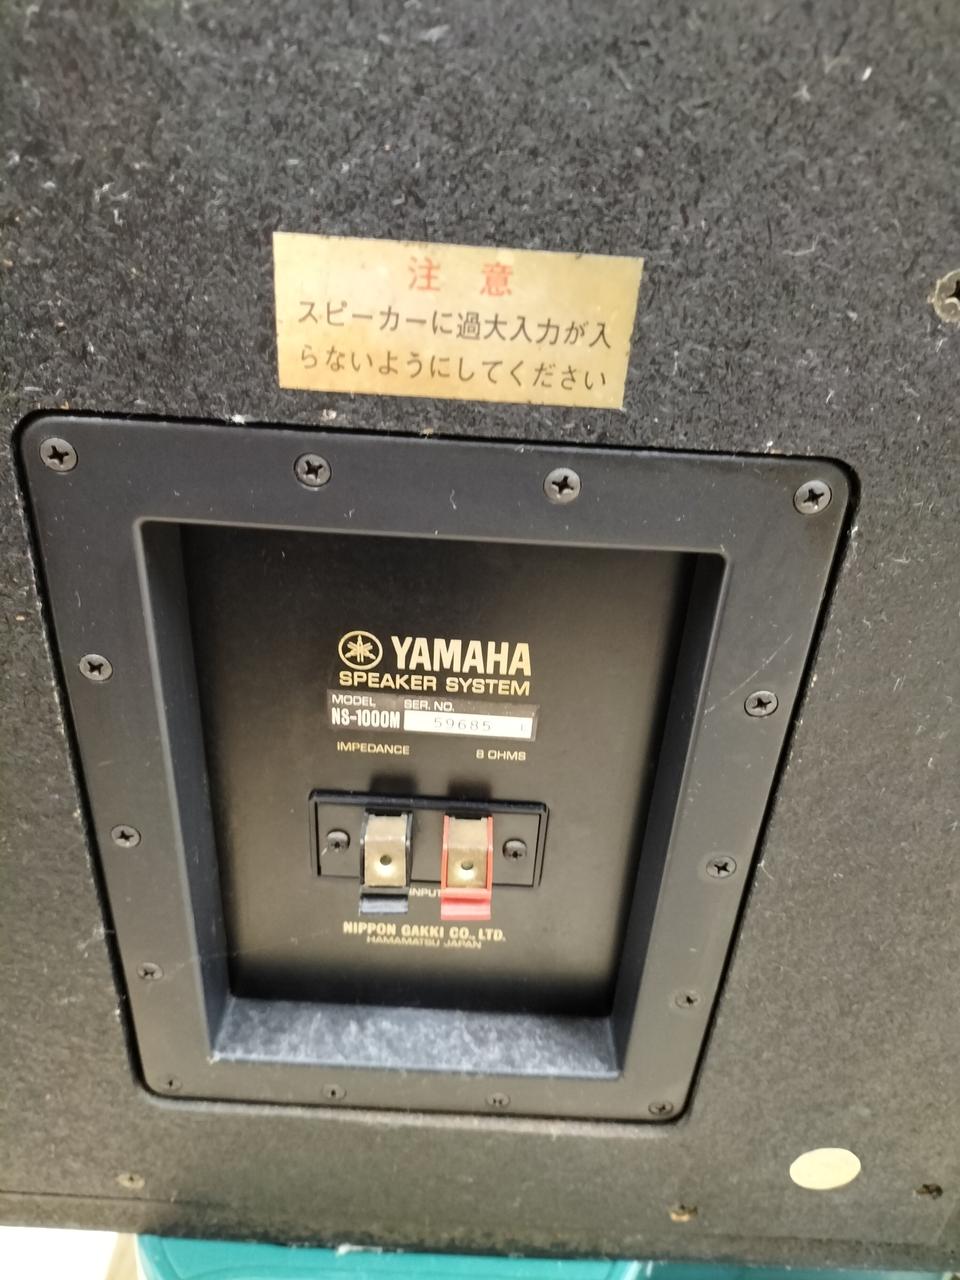 注 意
スピーカーに過大入力が入
らないようにしてください
YAMAHA
SPEAKER SYSTEM
MODEL SER. NO.
NS-1000M 59685 L
IMPEDANCE 8 OHMS
INPUT
NIPPON GAKKI CO., LTD.
HAMAMATSU JAPAN